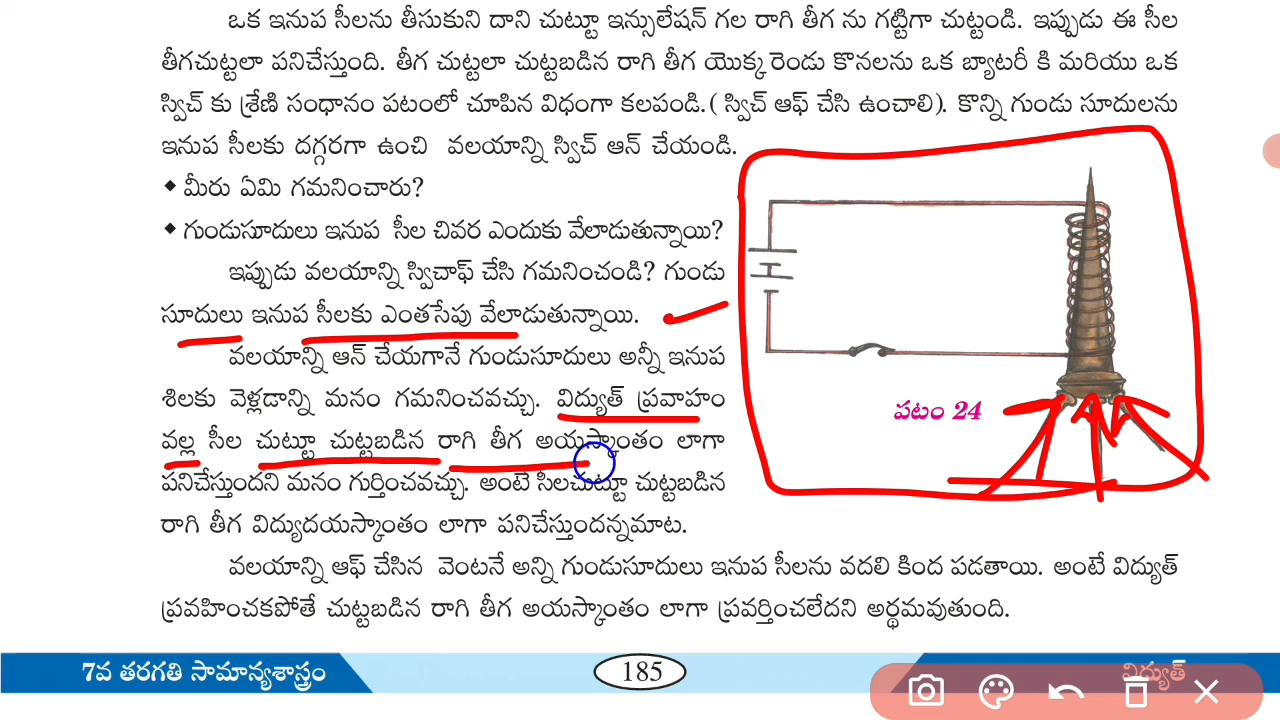 ఒక ఇనుప సీలను తీసుకుని దాని చుట్టూ ఇన్సులేషన్ గల రాగి తీగ ను గట్టిగా చుట్టండి. ఇప్పుడు ఈ సీల
తీగచుట్టలా పనిచేస్తుంది. తీగ చుట్టలా చుట్టబడిన రాగి తీగ యొక్క రెండు కొనలను ఒక బ్యాటరీ కి మరియు ఒక
స్విచ్ కు శ్రేణి సంధానం పటంలో చూపిన విధంగా కలపండి.( స్విచ్ ఆఫ్ చేసి ఉంచాలి). కొన్ని గుండు సూదులను
ఇనుప సీలకు దగ్గరగా ఉంచి వలయాన్ని స్విచ్ ఆన్ చేయండి.
◆ మీరు ఏమి గమనించారు?
◆ గుండుసూదులు ఇనుప సీల చివర ఎందుకు వేలాడుతున్నాయి?
ఇప్పుడు వలయాన్ని స్విచాఫ్ చేసి గమనించండి? గుండు
సూదులు ఇనుప సీలకు ఎంతసేపు వేలాడుతున్నాయి.
వలయాన్ని ఆన్ చేయగానే గుండుసూదులు అన్నీ ఇనుప
శిలకు వెళ్లడాన్ని మనం గమనించవచ్చు. విద్యుత్ ప్రవాహం
వల్ల సీల చుట్టూ చుట్టబడిన రాగి తీగ అయస్కాంతం లాగా
పనిచేస్తుందని మనం గుర్తించవచ్చు. అంటే సీలచుట్టూ చుట్టబడిన
రాగి తీగ విద్యుదయస్కాంతం లాగా పనిచేస్తుందన్నమాట.
పటం 24
వలయాన్ని ఆఫ్ చేసిన వెంటనే అన్ని గుండుసూదులు ఇనుప సీలను వదలి కింద పడతాయి. అంటే విద్యుత్
ప్రవహించకపోతే చుట్టబడిన రాగి తీగ అయస్కాంతం లాగా ప్రవర్తించలేదని అర్థమవుతుంది.
7వ తరగతి సామాన్యశాస్త్రం
185
విద్యుత్